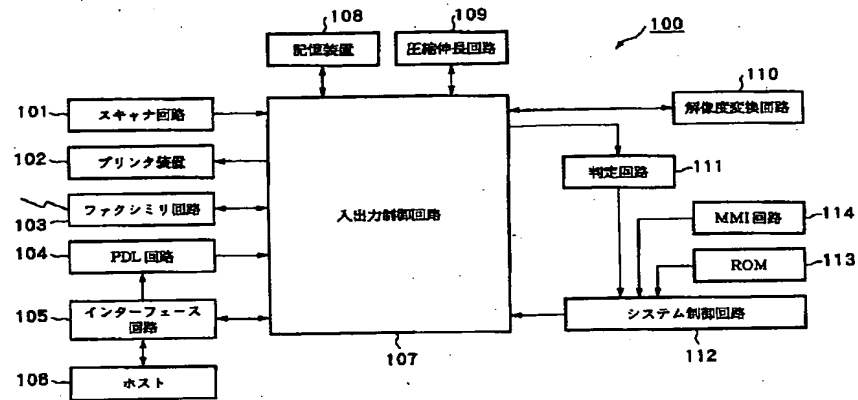 108
109
100
記憶装置
圧縮伸長回路
110
101
スキャナ回路
解像度変換回路
102
プリンタ装置
判定回路
111
103
ファクシミリ回路
入出力制御回路
MMI回路
114
104
PDL回路
ROM
113
105
インターフェース
回路
システム制御回路
107
112
106
ホスト